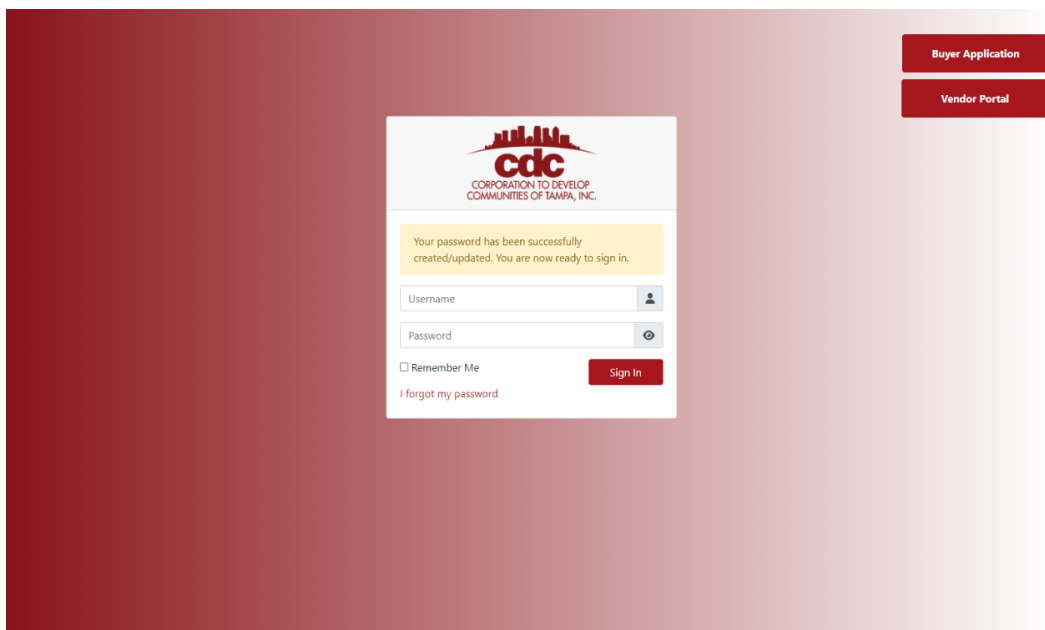 Buyer Application
Vendor Portal
cdc
CORPORATION TO DEVELOP
COMMUNITIES OF TAMPA, INC.
Your password has been successfully
created/updated. You are now ready to sign in.
Username
Password
Remember Me
Sign In
I forgot my password